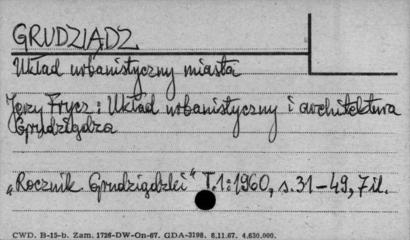 GRUDZIĄDZ
Układ urbanistyczny miasta
Jerzy Frycz: Układ urbanistyczny i architektura
Grudziądza
„Rocznik Grudziądzki" T.1:1960, s.31-49, 7 il.
CWD. B-15-b. Zam. 1726-DW-On-67. GDA-3198. 8.11.67. 4.630.000.